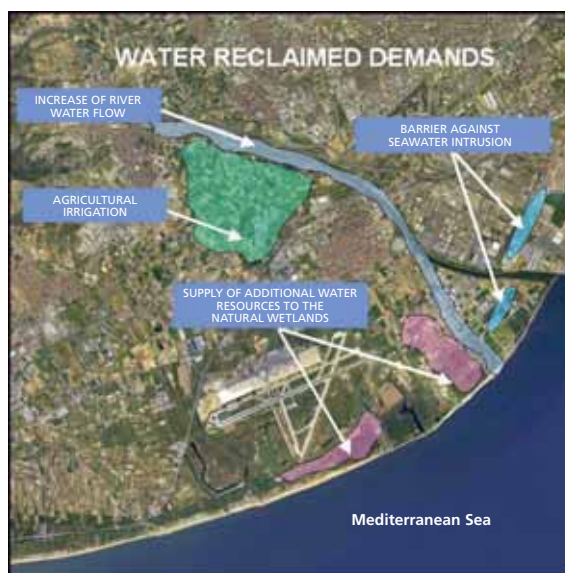 WATER RECLAIMED DEMANDS
INCREASE OF RIVER
WATER FLOW
BARRIER AGAINST
SEAWATER INTRUSION
AGRICULTURAL
IRRIGATION
SUPPLY OF ADDITIONAL WATER
RESOURCES TO THE
NATURAL WETLANDS
Mediterranean Sea